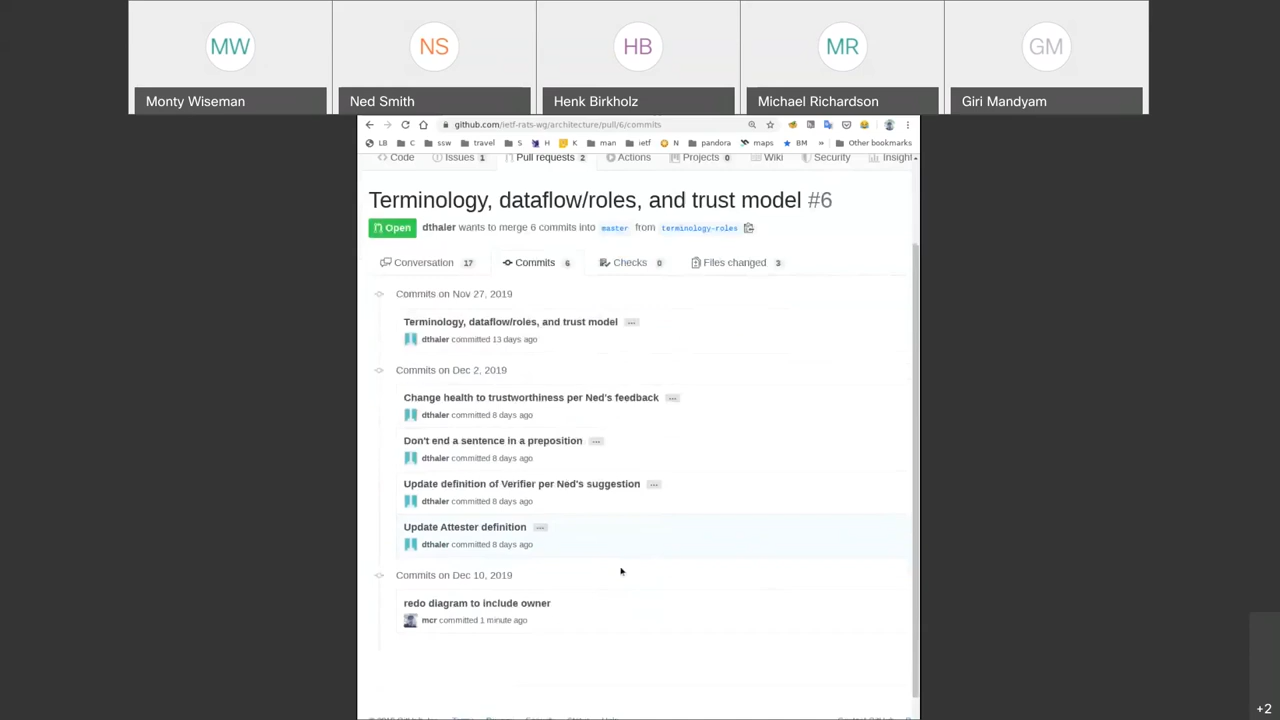 MW
NS
HB
MR
GM
Monty Wiseman
Ned Smith
Henk Birkholz
Michael Richardson
Giri Mandyam
github.com/ietf-rats-wg/architecture/pull/6/commits
LB C ssw travel S H K man ietf N pandora maps BM » Other bookmarks
Code Issues 1 Pull requests 2 Actions Projects 0 Wiki Security Insight
Terminology, dataflow/roles, and trust model #6
Open dthaler wants to merge 6 commits into master from terminology-roles
Conversation 17 Commits 6 Checks 0 Files changed 3
Commits on Nov 27, 2019
Terminology, dataflow/roles, and trust model ...
dthaler committed 13 days ago
Commits on Dec 2, 2019
Change health to trustworthiness per Ned's feedback ...
dthaler committed 8 days ago
Don't end a sentence in a preposition ...
dthaler committed 8 days ago
Update definition of Verifier per Ned's suggestion ...
dthaler committed 8 days ago
Update Attester definition ...
dthaler committed 8 days ago
Commits on Dec 10, 2019
redo diagram to include owner
mcr committed 1 minute ago
+2